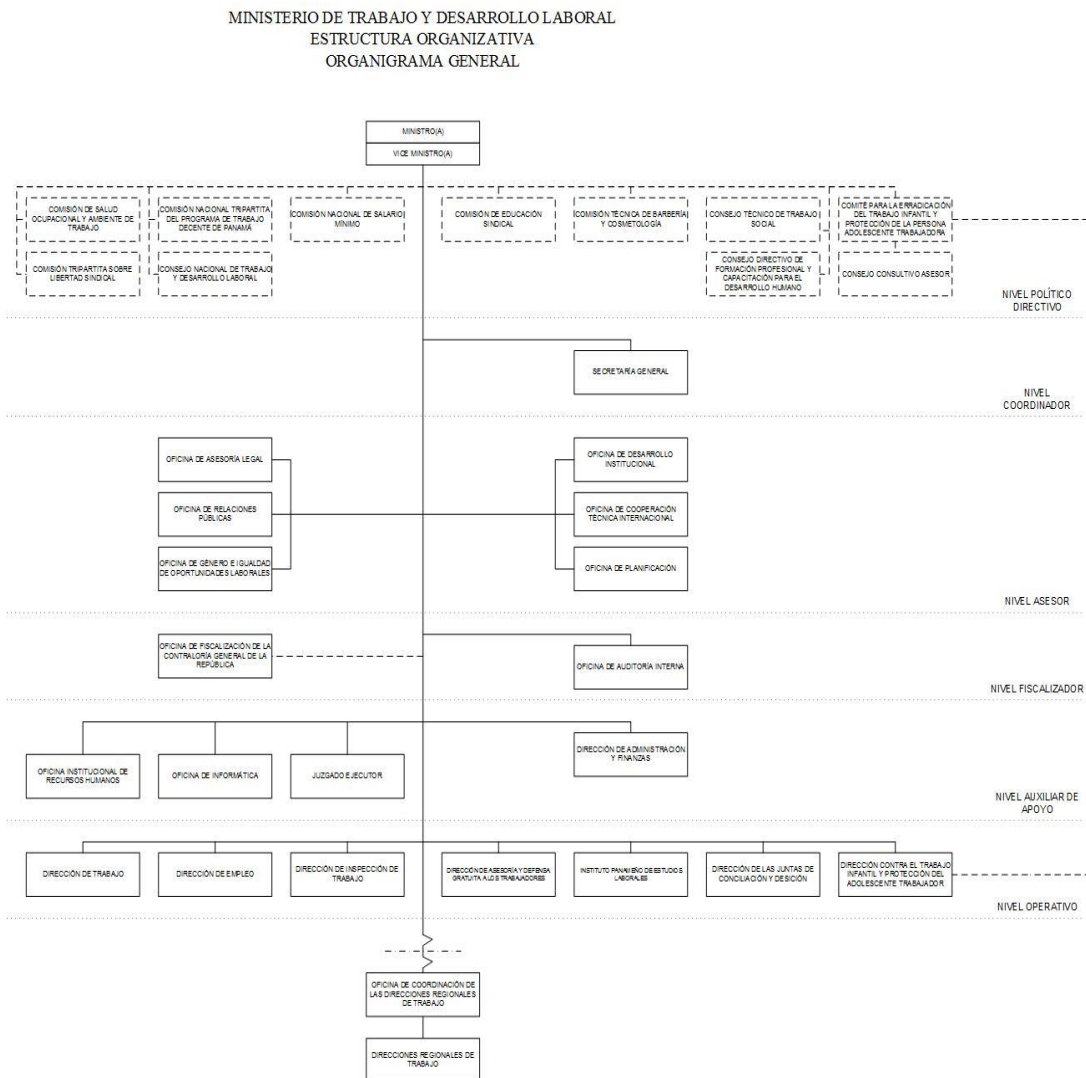 MINISTERIO DE TRABAJO Y DESARROLLO LABORAL
ESTRUCTURA ORGANIZATIVA
ORGANIGRAMA GENERAL
MINISTRO(A)
VICE MINISTRO(A)
COMISIÓN DE SALUD
OCUPACIONAL Y AMBIENTE DE
TRABAJO
COMISIÓN NACIONAL TRIPARTITA
DEL PROGRAMA DE TRABAJO
DECENTE DE PANAMÁ
COMISIÓN NACIONAL DE SALARIO
MÍNIMO
COMISIÓN DE EDUCACIÓN
SINDICAL
COMISIÓN TÉCNICA DE BARBERÍA
Y COSMETOLOGÍA
CONSEJO TÉCNICO DE TRABAJO
SOCIAL
COMITÉ PARA LA ERRADICACIÓN
DEL TRABAJO INFANTIL Y
PROTECCIÓN DE LA PERSONA
ADOLESCENTE TRABAJADORA
COMISIÓN TRIPARTITA SOBRE
LIBERTAD SINDICAL
CONSEJO NACIONAL DE TRABAJO
Y DESARROLLO LABORAL
CONSEJO DIRECTIVO DE
FORMACIÓN PROFESIONAL Y
CAPACITACIÓN PARA EL
DESARROLLO HUMANO
CONSEJO CONSULTIVO ASESOR
NIVEL POLÍTICO
DIRECTIVO
SECRETARÍA GENERAL
NIVEL
COORDINADOR
OFICINA DE ASESORÍA LEGAL
OFICINA DE DESARROLLO
INSTITUCIONAL
OFICINA DE RELACIONES
PÚBLICAS
OFICINA DE COOPERACIÓN
TÉCNICA INTERNACIONAL
OFICINA DE GÉNERO E IGUALDAD
DE OPORTUNIDADES LABORALES
OFICINA DE PLANIFICACIÓN
NIVEL ASESOR
OFICINA DE FISCALIZACIÓN DE LA
CONTRALORÍA GENERAL DE LA
REPÚBLICA
OFICINA DE AUDITORÍA INTERNA
NIVEL FISCALIZADOR
OFICINA INSTITUCIONAL DE
RECURSOS HUMANOS
OFICINA DE INFORMÁTICA
JUZGADO EJECUTOR
DIRECCIÓN DE ADMINISTRACIÓN
Y FINANZAS
NIVEL AUXILIAR DE
APOYO
DIRECCIÓN DE TRABAJO
DIRECCIÓN DE EMPLEO
DIRECCIÓN DE INSPECCIÓN DE
TRABAJO
DIRECCIÓN DE ASESORÍA Y DEFENSA
GRATUITA A LOS TRABAJADORES
INSTITUTO PANAMEÑO DE ESTUDIOS
LABORALES
DIRECCIÓN DE LAS JUNTAS DE
CONCILIACIÓN Y DESICIÓN
DIRECCIÓN CONTRA EL TRABAJO
INFANTIL Y PROTECCIÓN DEL
ADOLESCENTE TRABAJADOR
NIVEL OPERATIVO
OFICINA DE COORDINACIÓN DE
LAS DIRECCIONES REGIONALES
DE TRABAJO
DIRECCIONES REGIONALES DE
TRABAJO